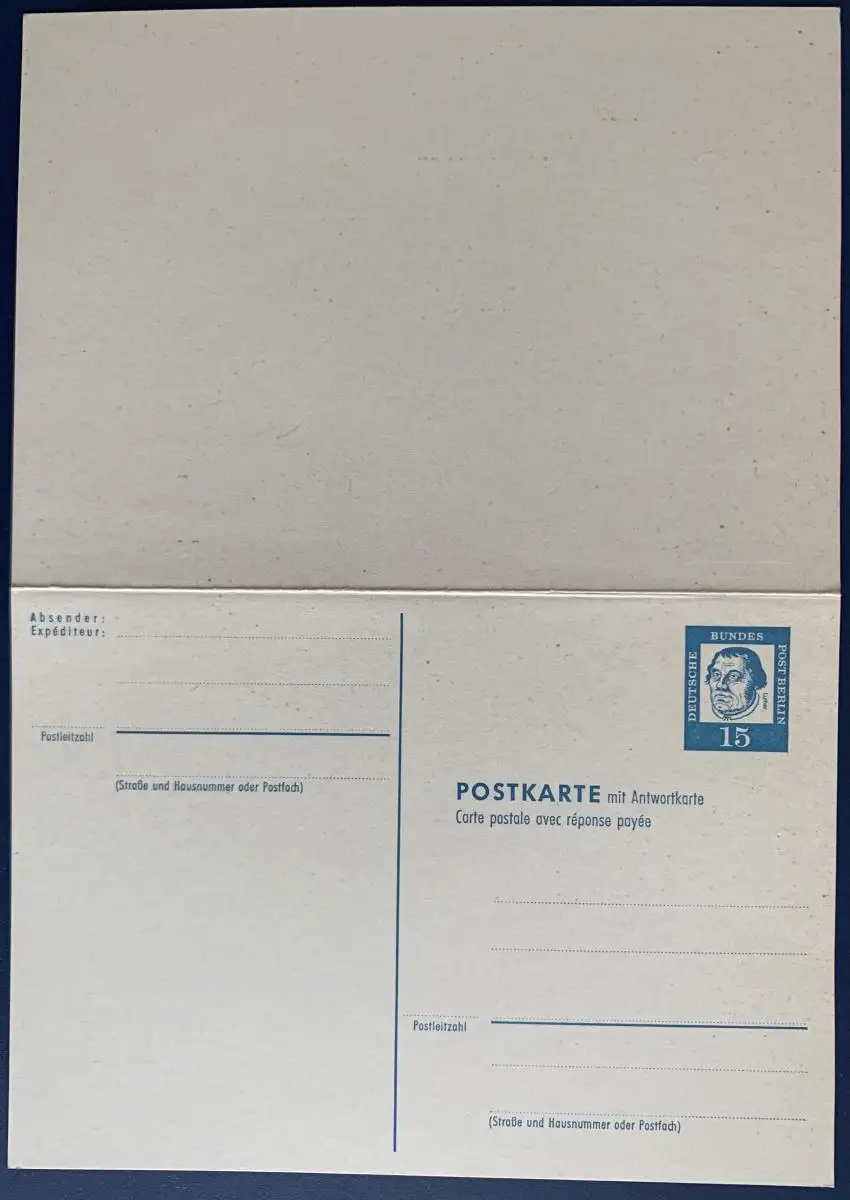 Absender:
Expéditeur:
Postleitzahl
(Straße und Hausnummer oder Postfach)
DEUTSCHE
BUNDES
POST BERLIN
Luther
15
POSTKARTE mit Antwortkarte
Carte postale avec réponse payée
Postleitzahl
(Straße und Hausnummer oder Postfach)